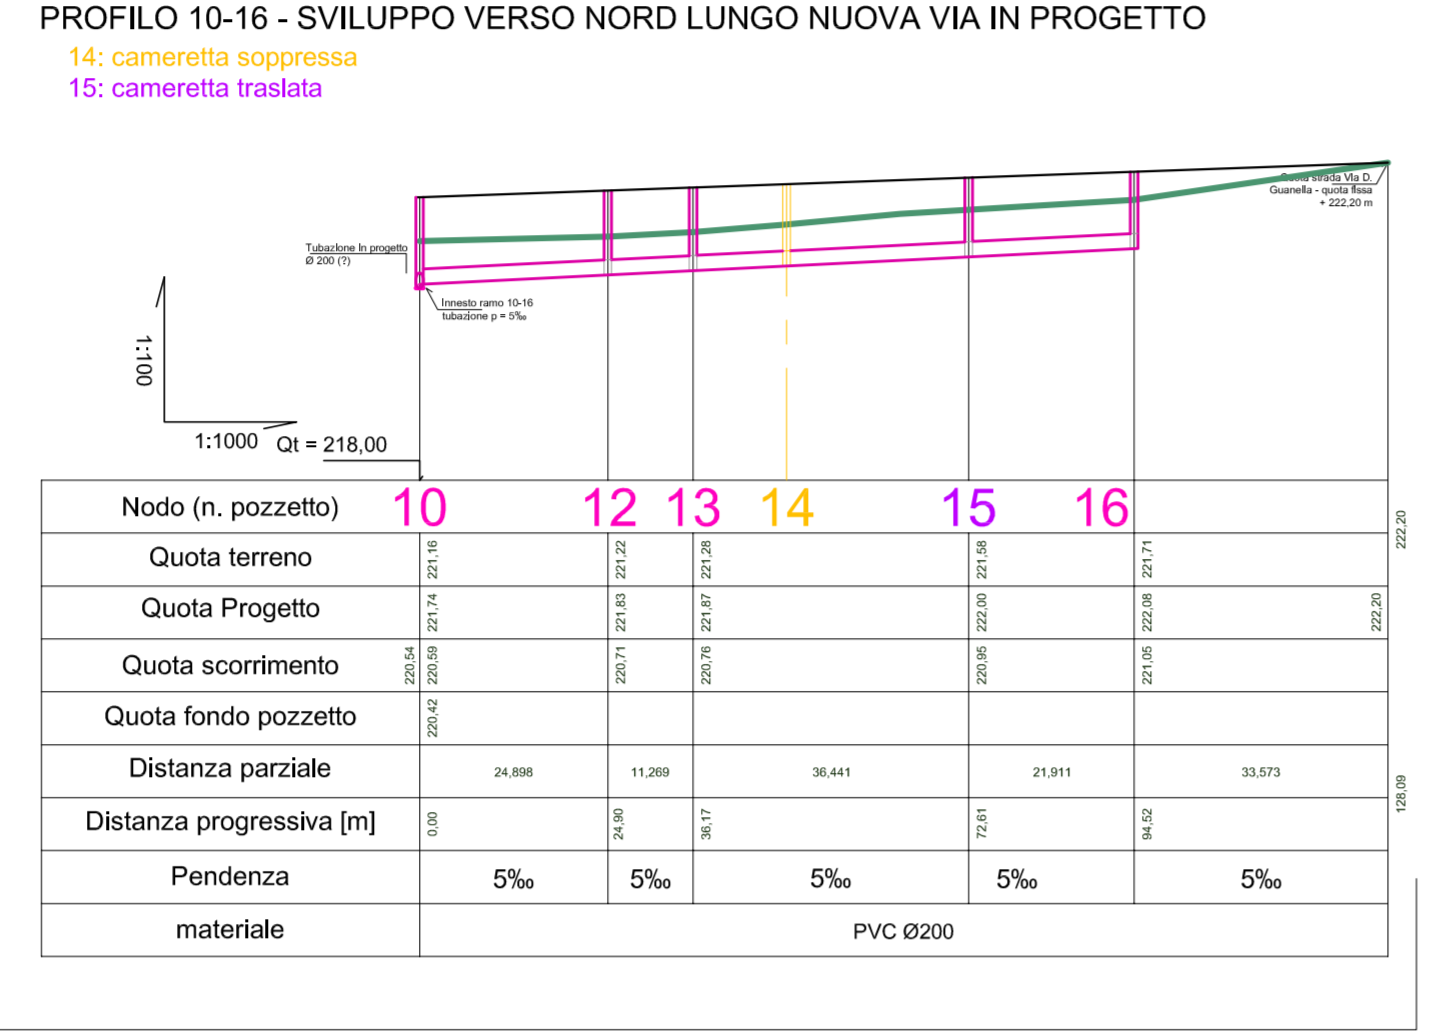 PROFILO 10-16 - SVILUPPO VERSO NORD LUNGO NUOVA VIA IN PROGETTO
14: cameretta soppressa
15: cameretta traslata
Quota strada VIa D.
Guanella - quota fissa
+ 222,20 m
TubazIone In progetto
Ø 200 (?)
Innesto ramo 10-16
tubazione p = 5‰
1:100
1:1000
Qt = 218,00
Nodo (n. pozzetto) 10 12 13 14 15 16
222,20
Quota terreno 221,16 221,22 221,28 221,58 221,71
Quota Progetto 221,74 221,83 221,87 222,00 222,08 222,20
Quota scorrimento 220,54 220,59 220,71 220,76 220,95 221,05
Quota fondo pozzetto 220,42
Distanza parziale 24,898 11,269 36,441 21,911 33,573
128,09
Distanza progressiva [m] 0,00 24,90 36,17 72,61 94,52
Pendenza 5‰ 5‰ 5‰ 5‰ 5‰
materiale PVC Ø200